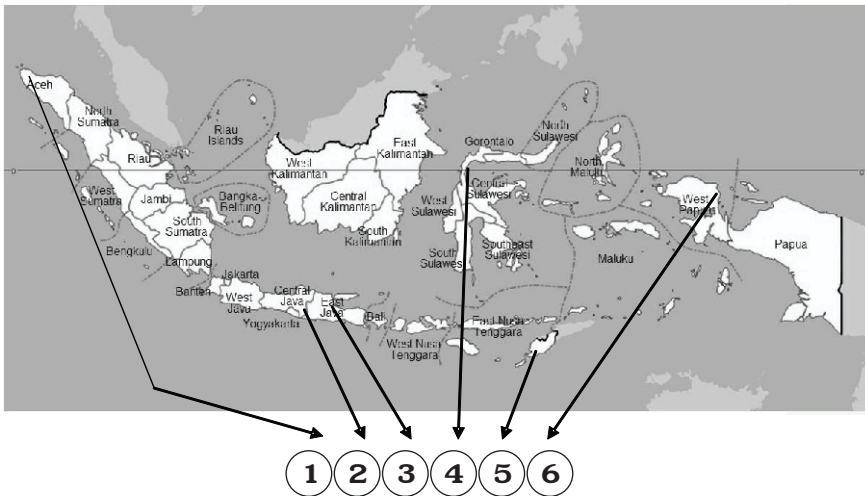 Aceh
North
Sumatra
Riau
Islands
Riau
West
Sumatra
Jambi
Bangka-
Belitung
South
Sumatra
Bengkulu
Lampung
West
Kalimantan
East
Kalimantan
Central
Kalimantan
South
Kalimantan
Gorontalo
North
Sulawesi
North
Maluku
West
Sulawesi
Central
Sulawesi
South
Sulawesi
Southeast
Sulawesi
Maluku
West
Papua
Papua
0
0
Jakarta
Banten
West
Java
Central
Java
Yogyakarta
East
Java
Bali
West Nusa
Tenggara
East Nusa
Tenggara
1 2 3 4 5 6